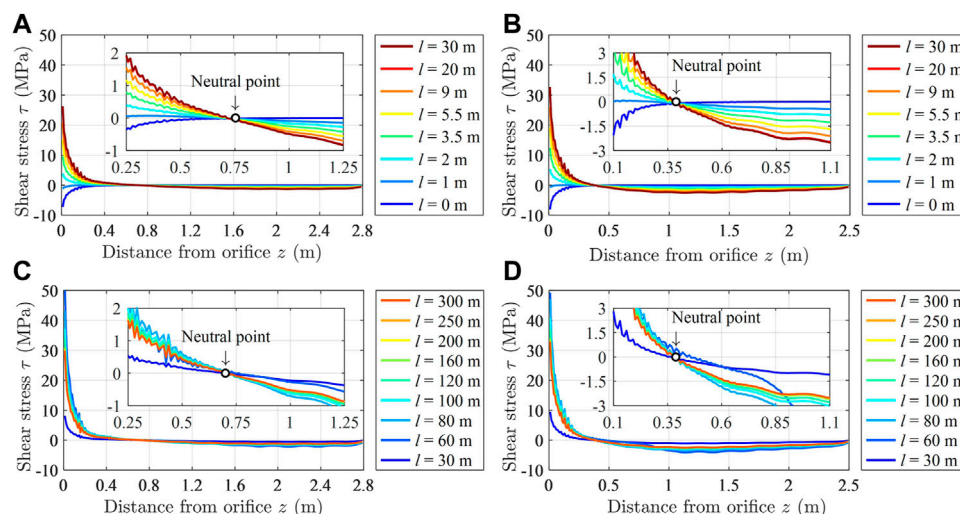 A
Shear stress τ (MPa)
50
40
30
20
10
0
-10
0 0.4 0.8 1.2 1.6 2 2.4 2.8
Distance from orifice z (m)
2
1
0
-1
0.25 0.5 0.75 1 1.25
Neutral point
l = 30 m
l = 20 m
l = 9 m
l = 5.5 m
l = 3.5 m
l = 2 m
l = 1 m
l = 0 m
B
Shear stress τ (MPa)
50
40
30
20
10
0
-10
0 0.5 1 1.5 2 2.5
Distance from orifice z (m)
3
1.5
0
-1.5
-3
0.1 0.35 0.6 0.85 1.1
Neutral point
l = 30 m
l = 20 m
l = 9 m
l = 5.5 m
l = 3.5 m
l = 2 m
l = 1 m
l = 0 m
C
Shear stress τ (MPa)
50
40
30
20
10
0
-10
0 0.4 0.8 1.2 1.6 2 2.4 2.8
Distance from orifice z (m)
2
1
0
-1
0.25 0.5 0.75 1 1.25
Neutral point
l = 300 m
l = 250 m
l = 200 m
l = 160 m
l = 120 m
l = 100 m
l = 80 m
l = 60 m
l = 30 m
D
Shear stress τ (MPa)
50
40
30
20
10
0
-10
0 0.5 1 1.5 2 2.5
Distance from orifice z (m)
3
1.5
0
-1.5
-3
0.1 0.35 0.6 0.85 1.1
Neutral point
l = 300 m
l = 250 m
l = 200 m
l = 160 m
l = 120 m
l = 100 m
l = 80 m
l = 60 m
l = 30 m